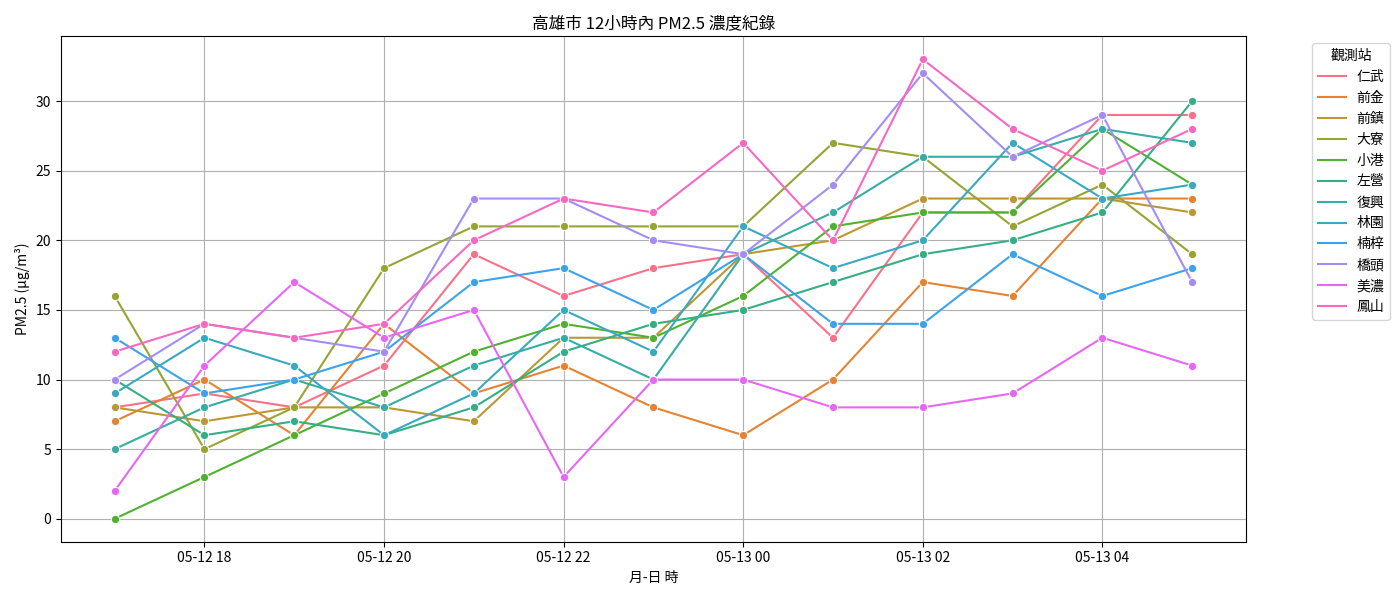 高雄市 12小時內 PM2.5 濃度紀錄
PM2.5 (μg/m³)
30
25
20
15
10
5
0
05-12 18
05-12 20
05-12 22
05-13 00
05-13 02
05-13 04
月-日 時
觀測站
仁武
前金
前鎮
大寮
小港
左營
復興
林園
楠梓
橋頭
美濃
鳳山